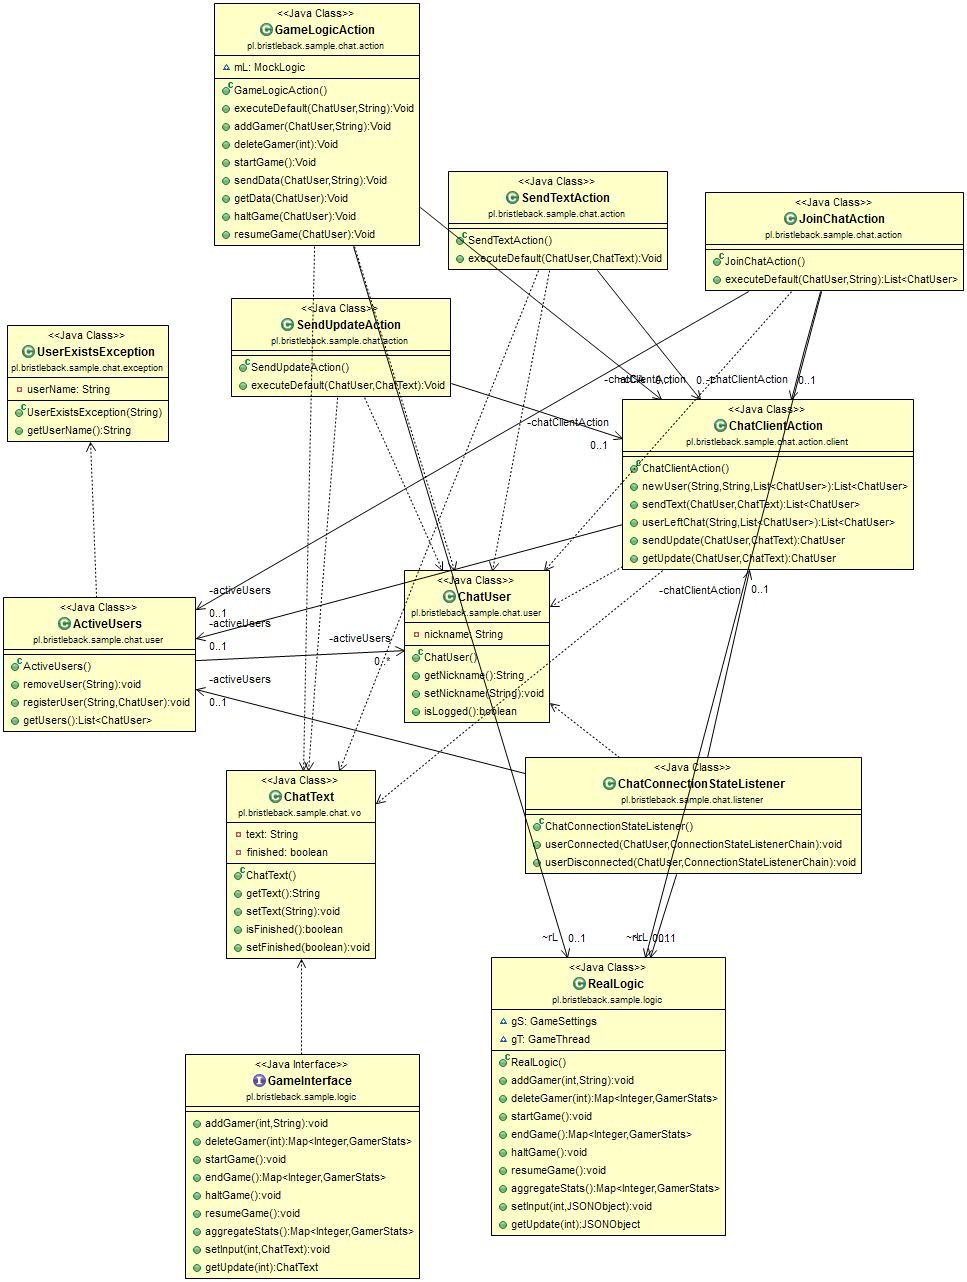 <<Java Class>>
GameLogicAction
pl.bristleback.sample.chat.action
mL: MockLogic
GameLogicAction()
executeDefault(ChatUser,String):Void
addGamer(ChatUser,String):Void
deleteGamer(int):Void
startGame():Void
sendData(ChatUser,String):Void
getData(ChatUser):Void
haltGame(ChatUser):Void
resumeGame(ChatUser):Void
<<Java Class>>
SendTextAction
pl.bristleback.sample.chat.action
SendTextAction()
executeDefault(ChatUser,ChatText):Void
<<Java Class>>
JoinChatAction
pl.bristleback.sample.chat.action
JoinChatAction()
executeDefault(ChatUser,String):List<ChatUser>
<<Java Class>>
SendUpdateAction
pl.bristleback.sample.chat.action
SendUpdateAction()
executeDefault(ChatUser,ChatText):Void
<<Java Class>>
UserExistsException
pl.bristleback.sample.chat.exception
userName: String
UserExistsException(String)
getUserName():String
-chatClientAction
-chatClientAction
0..1
-chatClientAction
0..1
<<Java Class>>
ChatClientAction
pl.bristleback.sample.chat.action.client
ChatClientAction()
newUser(String,String,List<ChatUser>):List<ChatUser>
sendText(ChatUser,ChatText):List<ChatUser>
userLeftChat(String,List<ChatUser>):List<ChatUser>
sendUpdate(ChatUser,ChatText):ChatUser
getUpdate(ChatUser,ChatText):ChatUser
-chatClientAction
0..1
-activeUsers
0..1
-activeUsers
0..1
-activeUsers
0..*
-activeUsers
0..1
<<Java Class>>
ActiveUsers
pl.bristleback.sample.chat.user
ActiveUsers()
removeUser(String):void
registerUser(String,ChatUser):void
getUsers():List<ChatUser>
<<Java Class>>
ChatUser
pl.bristleback.sample.chat.user
nickname: String
ChatUser()
getNickname():String
setNickname(String):void
isLogged():boolean
<<Java Class>>
ChatText
pl.bristleback.sample.chat.vo
text: String
finished: boolean
ChatText()
getText():String
setText(String):void
isFinished():boolean
setFinished(boolean):void
<<Java Class>>
ChatConnectionStateListener
pl.bristleback.sample.chat.listener
ChatConnectionStateListener()
userConnected(ChatUser,ConnectionStateListenerChain):void
userDisconnected(ChatUser,ConnectionStateListenerChain):void
~rL
0..1
<<Java Class>>
RealLogic
pl.bristleback.sample.logic
gS: GameSettings
gT: GameThread
RealLogic()
addGamer(int,String):void
deleteGamer(int):Map<Integer,GamerStats>
startGame():void
endGame():Map<Integer,GamerStats>
haltGame():void
resumeGame():void
aggregateStats():Map<Integer,GamerStats>
setInput(int,JSONObject):void
getUpdate(int):JSONObject
<<Java Interface>>
GameInterface
pl.bristleback.sample.logic
addGamer(int,String):void
deleteGamer(int):Map<Integer,GamerStats>
startGame():void
endGame():Map<Integer,GamerStats>
haltGame():void
resumeGame():void
aggregateStats():Map<Integer,GamerStats>
setInput(int,ChatText):void
getUpdate(int):ChatText